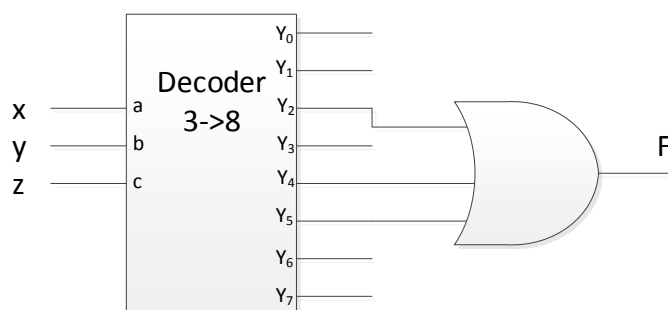 Y₀
Y₁
Decoder
3->8
x
a
Y₂
y
b
Y₃
z
c
Y₄
Y₅
Y₆
Y₇
F